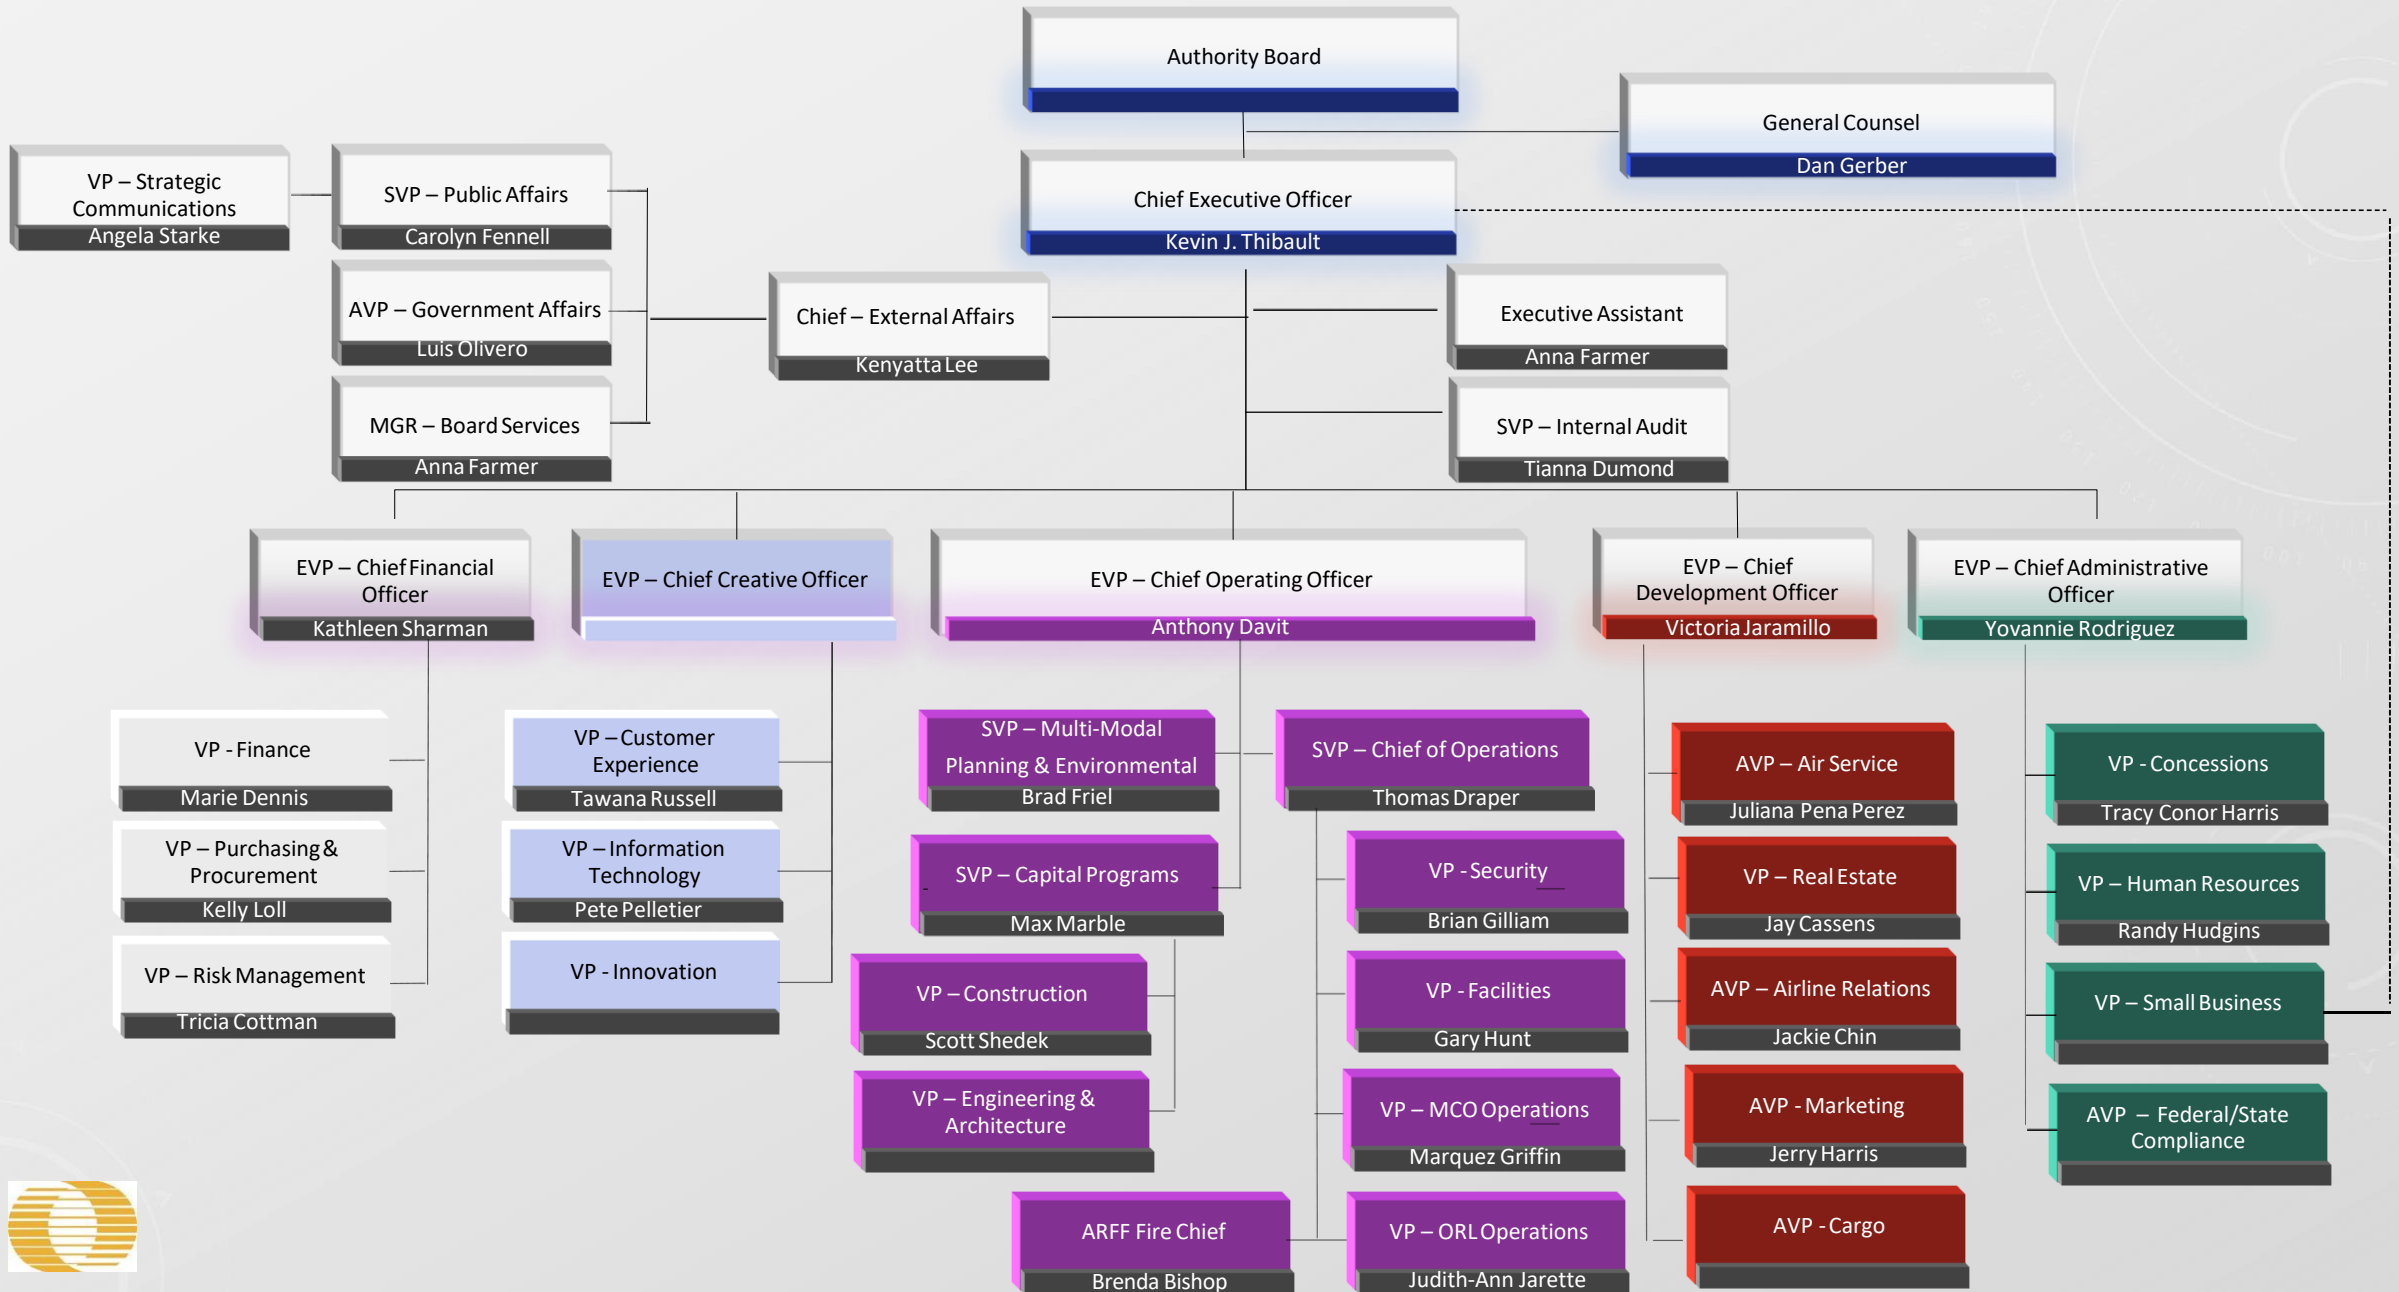 Authority Board
General Counsel
Dan Gerber
Chief Executive Officer
Kevin J. Thibault
VP – Strategic
Communications
Angela Starke
SVP – Public Affairs
Carolyn Fennell
AVP – Government Affairs
Luis Olivero
MGR – Board Services
Anna Farmer
Chief – External Affairs
Kenyatta Lee
Executive Assistant
Anna Farmer
SVP – Internal Audit
Tianna Dumond
EVP – Chief Financial
Officer
Kathleen Sharman
EVP – Chief Creative Officer
EVP – Chief Operating Officer
Anthony Davit
EVP – Chief
Development Officer
Victoria Jaramillo
EVP – Chief Administrative
Officer
Yovannie Rodriguez
VP - Finance
Marie Dennis
VP – Purchasing &
Procurement
Kelly Loll
VP – Risk Management
Tricia Cottman
VP – Customer
Experience
Tawana Russell
VP – Information
Technology
Pete Pelletier
VP - Innovation
SVP – Multi-Modal
Planning & Environmental
Brad Friel
SVP – Capital Programs
Max Marble
VP – Construction
Scott Shedek
VP – Engineering &
Architecture
SVP – Chief of Operations
Thomas Draper
VP - Security
Brian Gilliam
VP - Facilities
Gary Hunt
VP – MCO Operations
Marquez Griffin
ARFF Fire Chief
Brenda Bishop
VP – ORL Operations
Judith-Ann Jarette
AVP – Air Service
Juliana Pena Perez
VP – Real Estate
Jay Cassens
AVP – Airline Relations
Jackie Chin
AVP - Marketing
Jerry Harris
AVP - Cargo
VP - Concessions
Tracy Conor Harris
VP – Human Resources
Randy Hudgins
VP – Small Business
AVP – Federal/State
Compliance